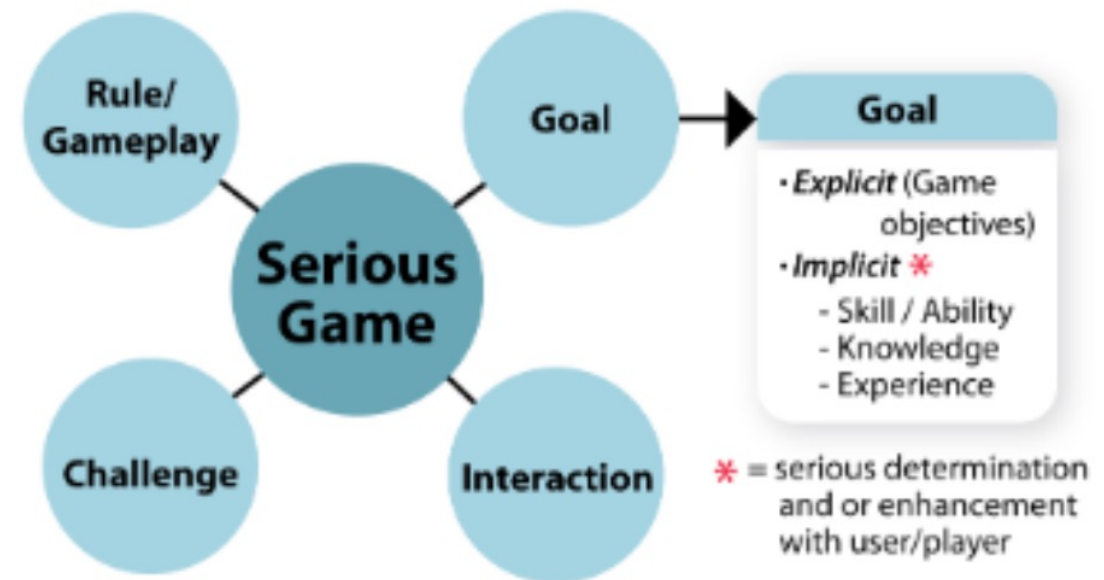 Rule/
Gameplay
Goal
Serious
Game
Challenge
Interaction
Goal
· Explicit (Game
objectives)
· Implicit *
- Skill / Ability
- Knowledge
- Experience
* = serious determination
and or enhancement
with user/player